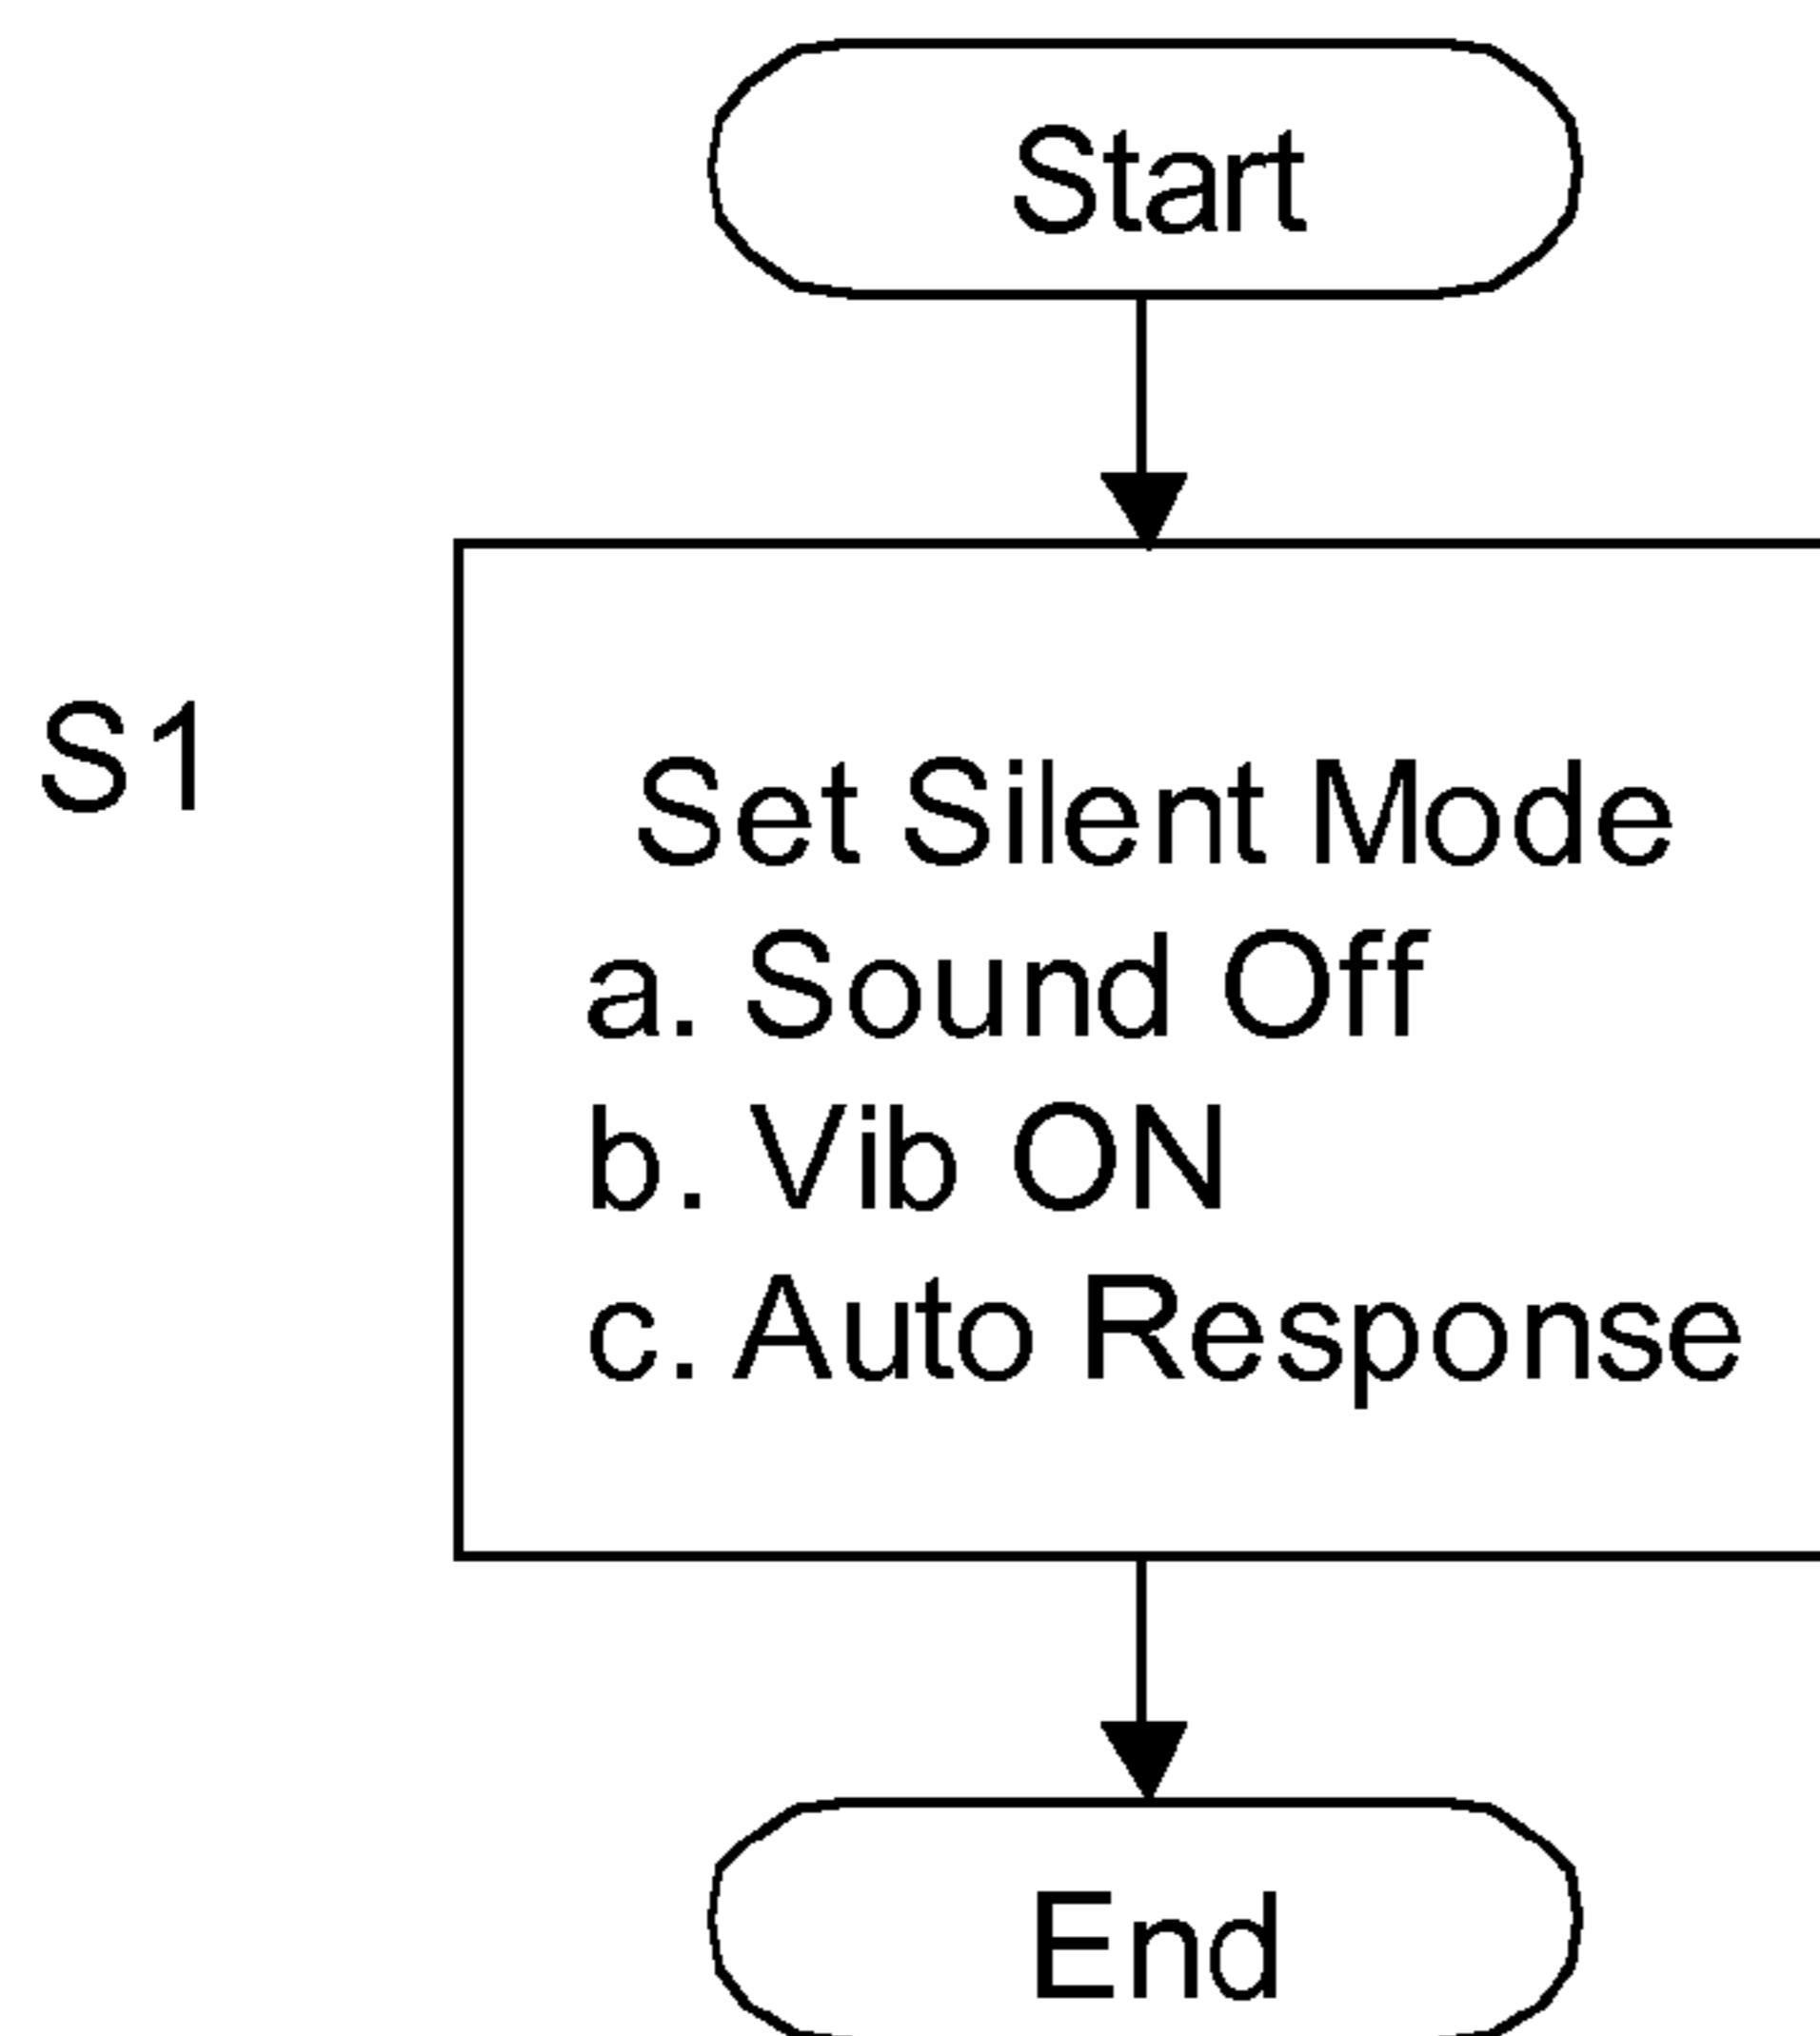 Start
S1
Set Silent Mode
a. Sound Off
b. Vib ON
c. Auto Response
End